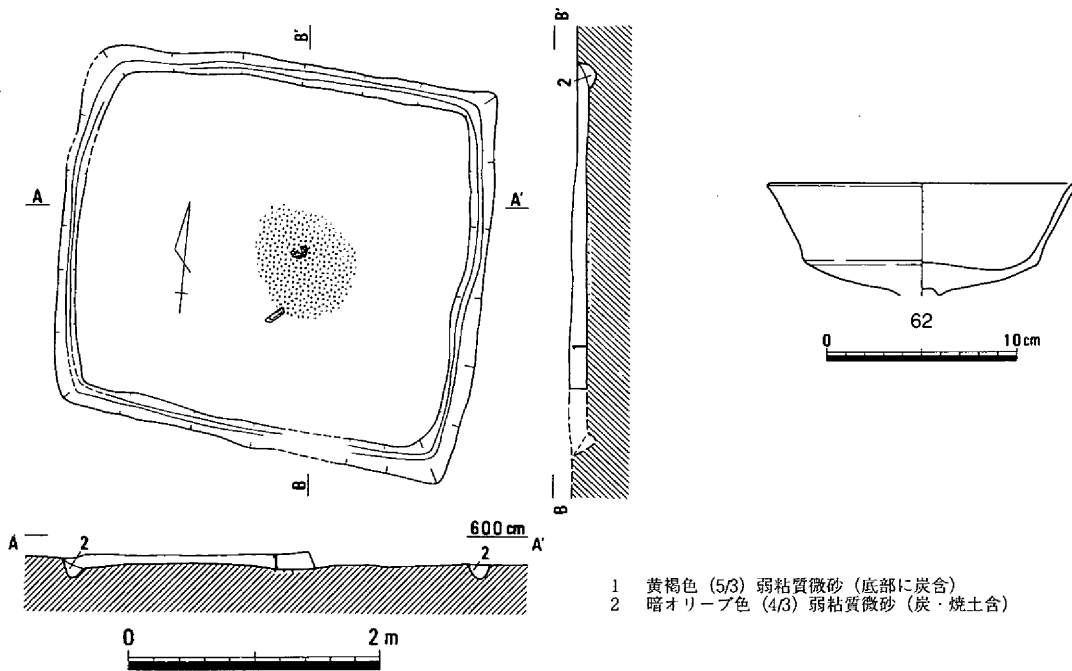 B'
A
A'
B
B'
2
1
B
62
0 10cm
600cm
A 2 2 A'
0 2 m
1 黄褐色 (5/3) 弱粘質微砂 (底部に炭含)
2 暗オリーブ色 (4/3) 弱粘質微砂 (炭・焼土含)